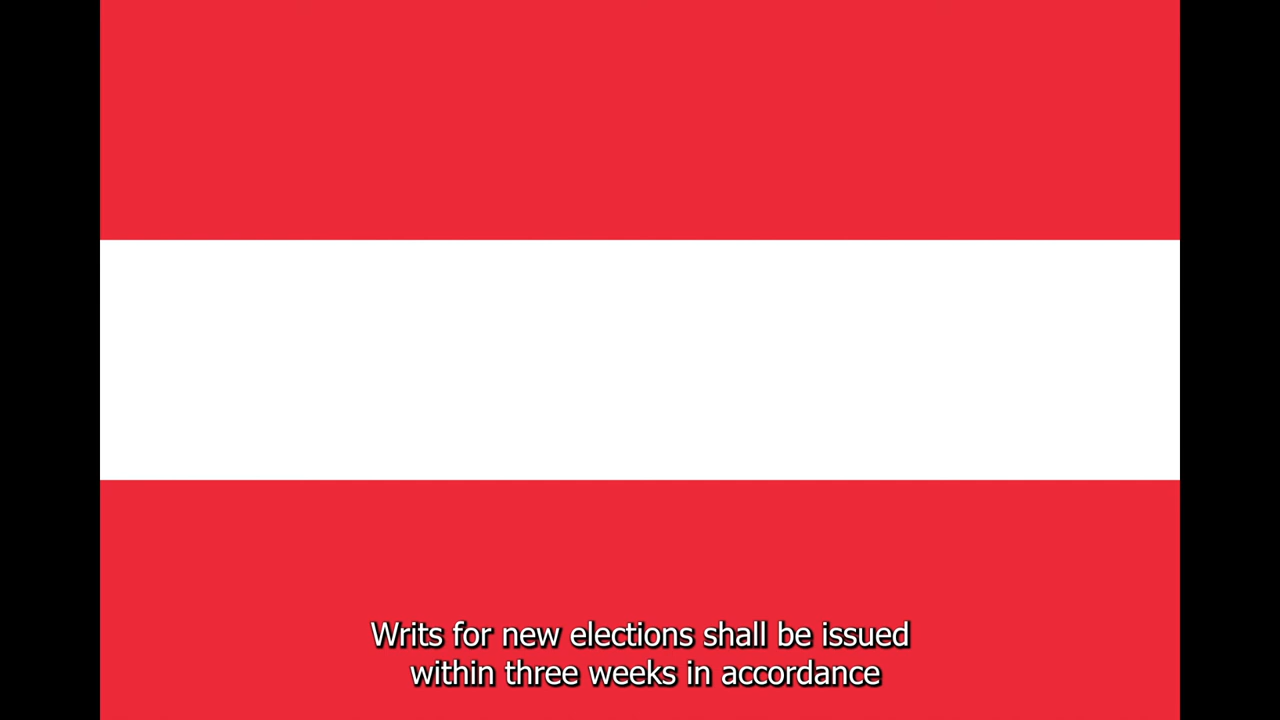 Writs for new elections shall be issued
within three weeks in accordance